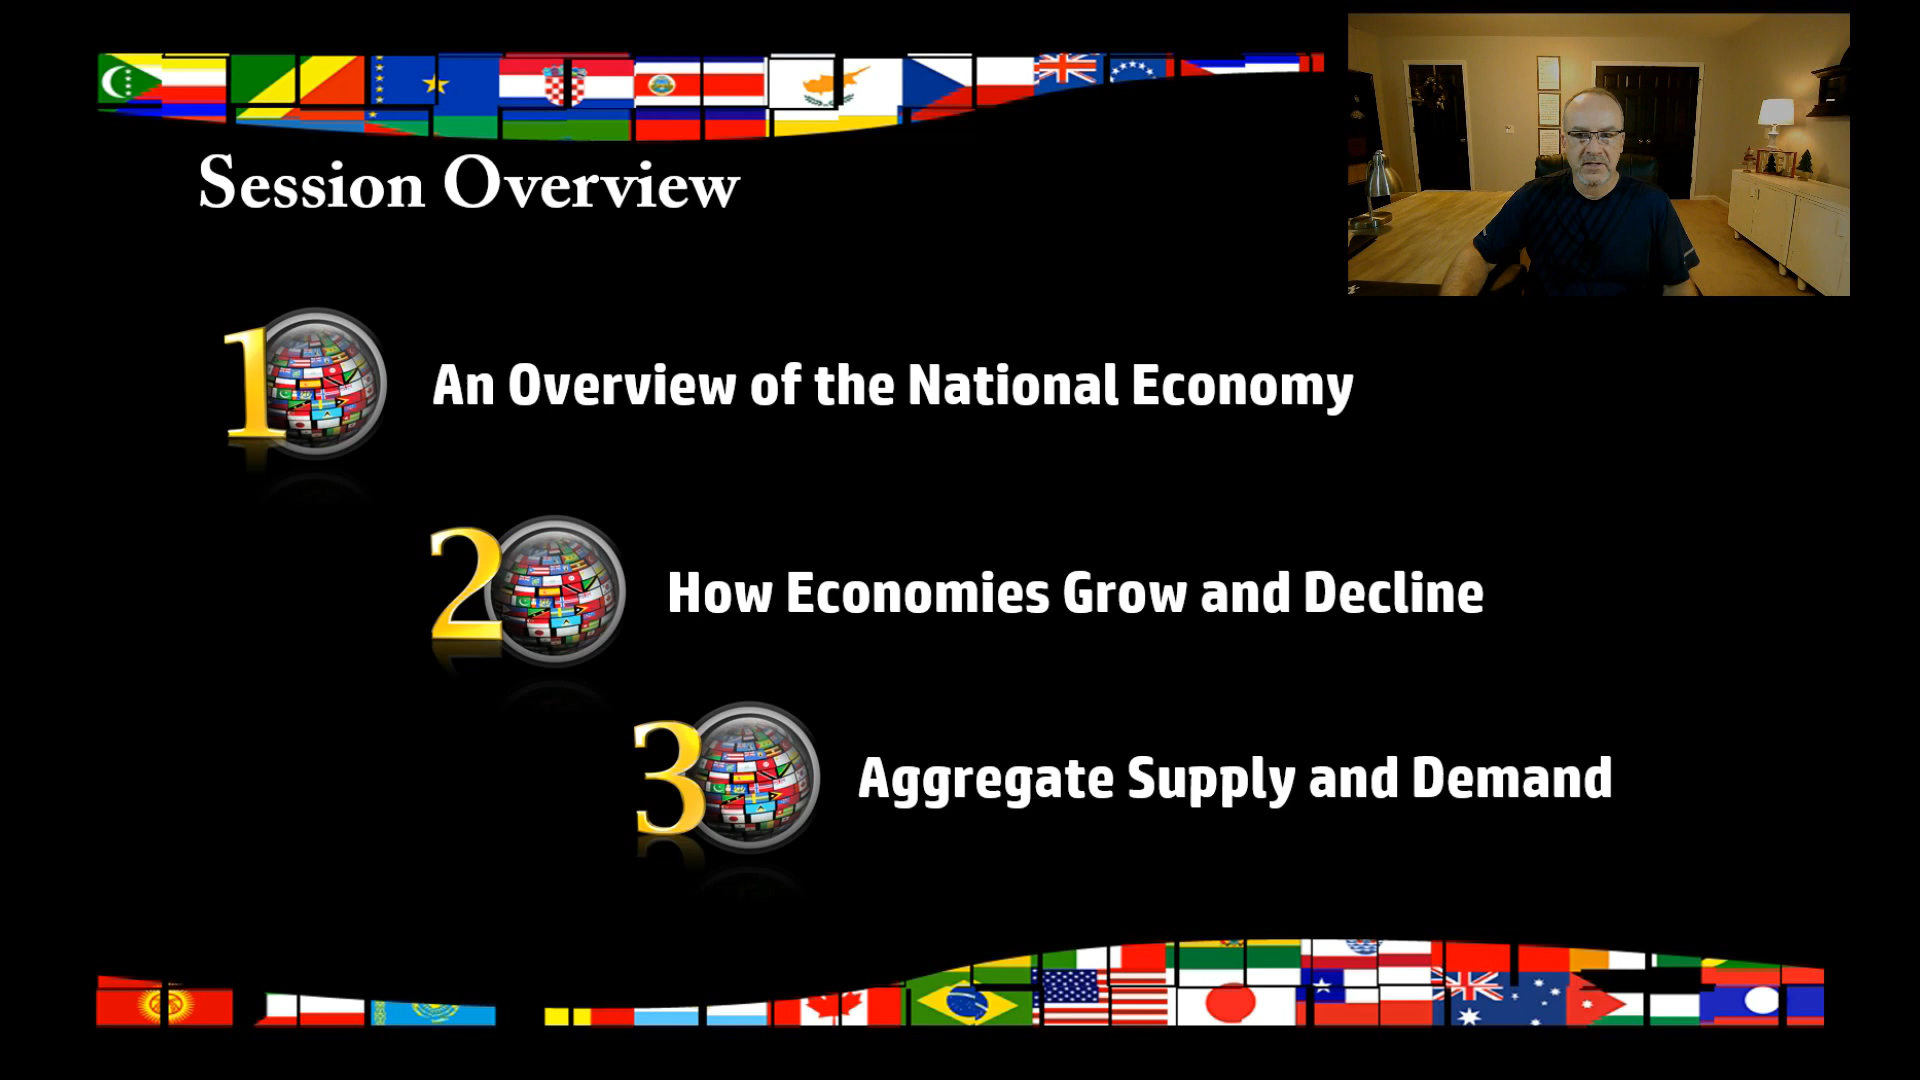 Session Overview
1 An Overview of the National Economy
2 How Economies Grow and Decline
3 Aggregate Supply and Demand